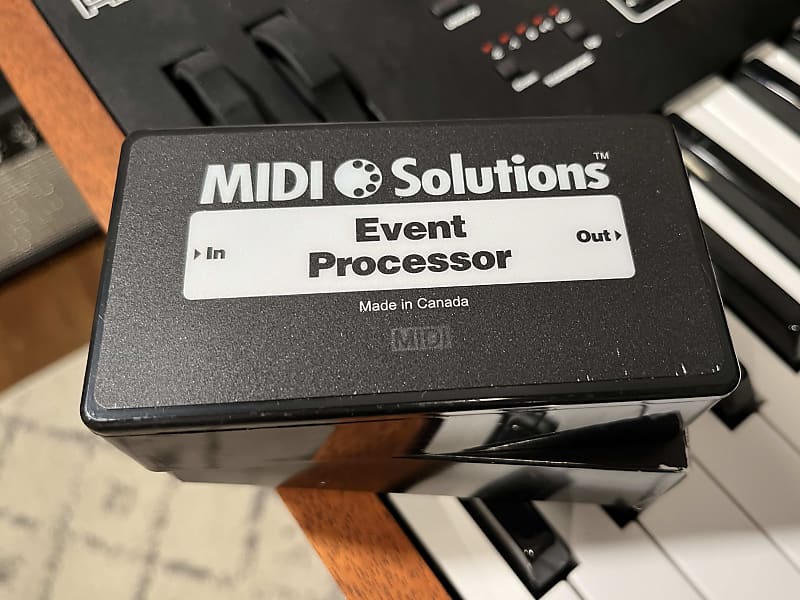 MIDI Solutions™
Event
Processor
In
Out
Made in Canada
MIDI